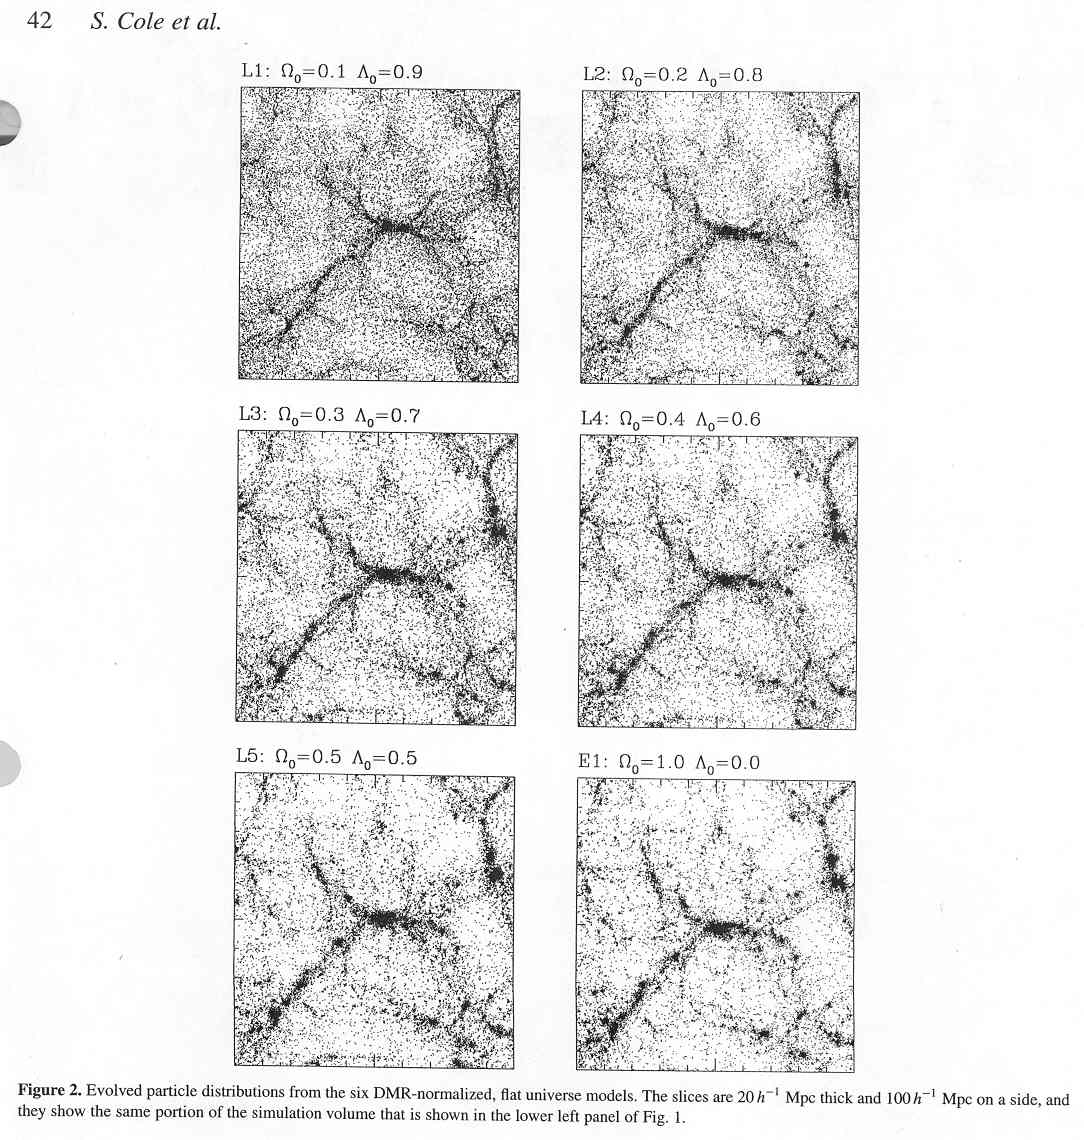 42 S. Cole et al.
L1: Ω₀=0.1 Λ₀=0.9
L2: Ω₀=0.2 Λ₀=0.8
L3: Ω₀=0.3 Λ₀=0.7
L4: Ω₀=0.4 Λ₀=0.6
L5: Ω₀=0.5 Λ₀=0.5
E1: Ω₀=1.0 Λ₀=0.0
Figure 2. Evolved particle distributions from the six DMR-normalized, flat universe models. The slices are 20 h⁻¹ Mpc thick and 100 h⁻¹ Mpc on a side, and
they show the same portion of the simulation volume that is shown in the lower left panel of Fig. 1.